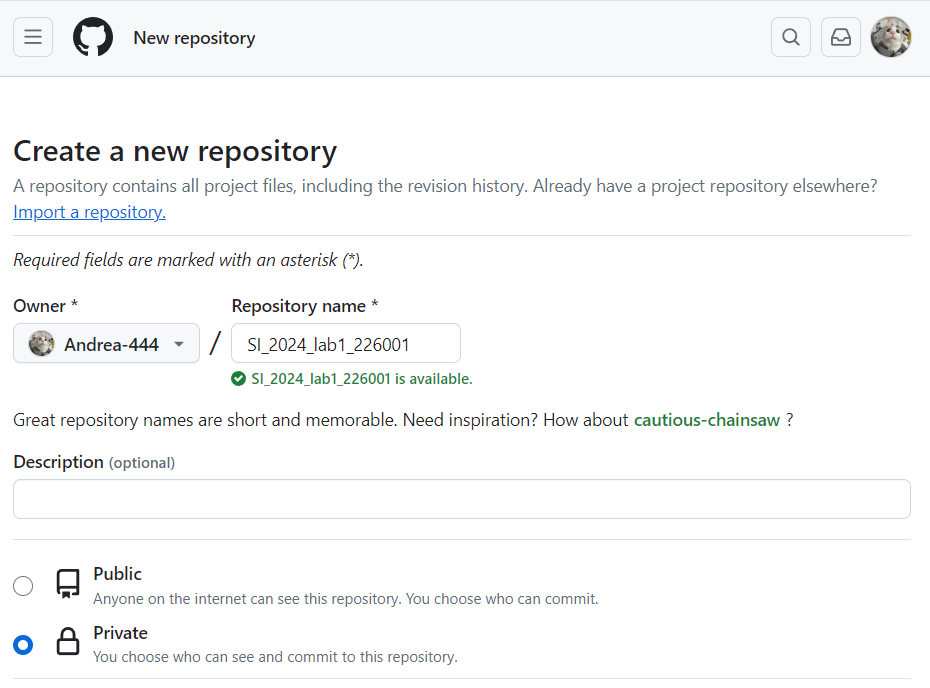 New repository
Create a new repository
A repository contains all project files, including the revision history. Already have a project repository elsewhere?
Import a repository.
Required fields are marked with an asterisk (*).
Owner * Repository name *
Andrea-444 / SI_2024_lab1_226001
SI_2024_lab1_226001 is available.
Great repository names are short and memorable. Need inspiration? How about cautious-chainsaw ?
Description (optional)
Public
Anyone on the internet can see this repository. You choose who can commit.
Private
You choose who can see and commit to this repository.